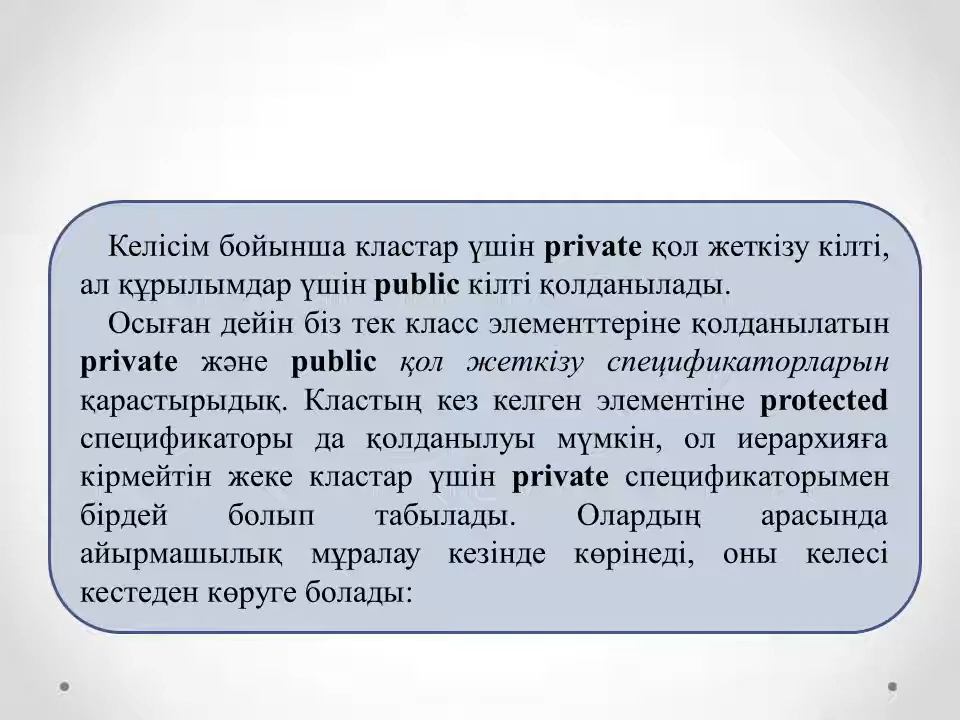 Келісім бойынша кластар үшін private қол жеткізу кілті,
ал құрылымдар үшін public кілті қолданылады.
Осыған дейін біз тек класс элементтеріне қолданылатын
private және public қол жеткізу спецификаторларын
қарастырыдық. Кластың кез келген элементіне protected
спецификаторы да қолданылуы мүмкін, ол иерархияға
кірмейтін жеке кластар үшін private спецификаторымен
бірдей болып табылады. Олардың арасында
айырмашылық мұралау кезінде көрінеді, оны келесі
кестеден көруге болады: